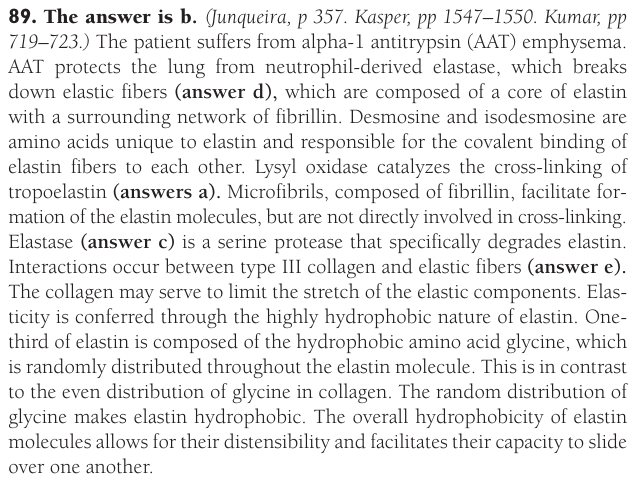 89. The answer is b. (Junqueira, p 357. Kasper, pp 1547–1550. Kumar, pp
719–723.) The patient suffers from alpha-1 antitrypsin (AAT) emphysema.
AAT protects the lung from neutrophil-derived elastase, which breaks
down elastic fibers (answer d), which are composed of a core of elastin
with a surrounding network of fibrillin. Desmosine and isodesmosine are
amino acids unique to elastin and responsible for the covalent binding of
elastin fibers to each other. Lysyl oxidase catalyzes the cross-linking of
tropoelastin (answers a). Microfibrils, composed of fibrillin, facilitate for-
mation of the elastin molecules, but are not directly involved in cross-linking.
Elastase (answer c) is a serine protease that specifically degrades elastin.
Interactions occur between type III collagen and elastic fibers (answer e).
The collagen may serve to limit the stretch of the elastic components. Elas-
ticity is conferred through the highly hydrophobic nature of elastin. One-
third of elastin is composed of the hydrophobic amino acid glycine, which
is randomly distributed throughout the elastin molecule. This is in contrast
to the even distribution of glycine in collagen. The random distribution of
glycine makes elastin hydrophobic. The overall hydrophobicity of elastin
molecules allows for their distensibility and facilitates their capacity to slide
over one another.